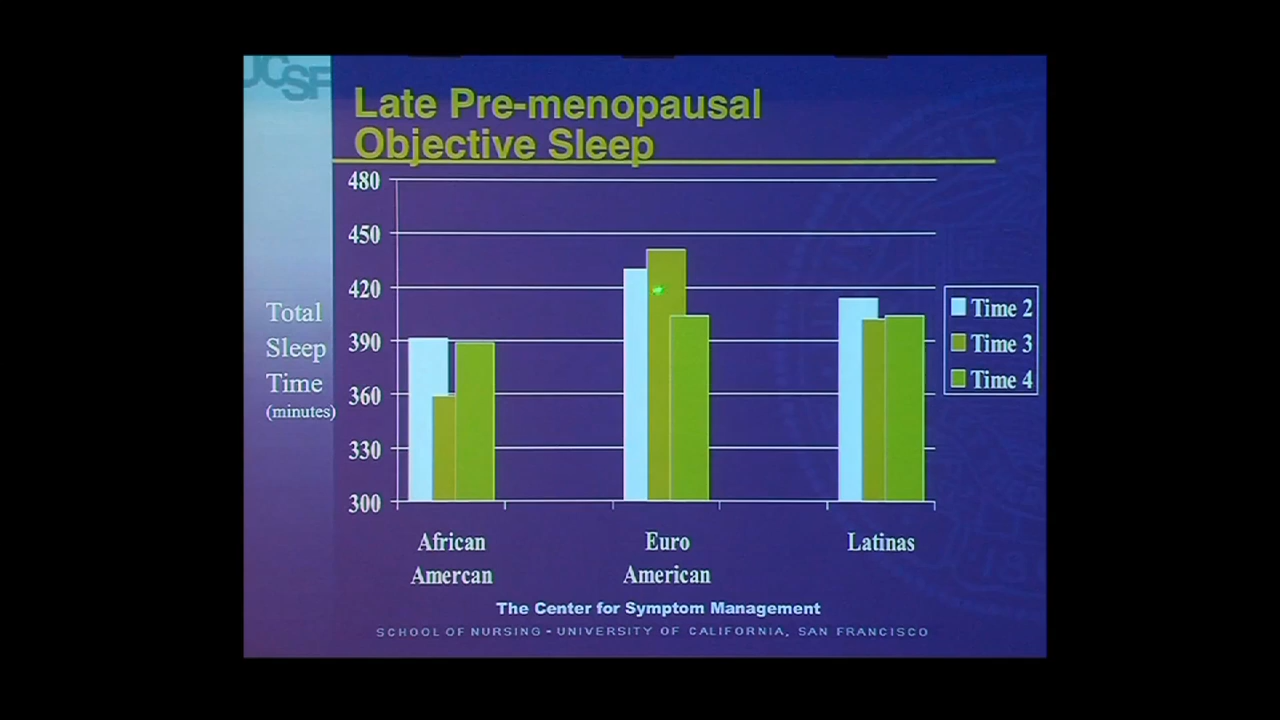 UCSF
Late Pre-menopausal
Objective Sleep
480
450
420
390
360
330
300
Total
Sleep
Time
(minutes)
Time 2
Time 3
Time 4
African
Amercan
Euro
American
Latinas
The Center for Symptom Management
SCHOOL OF NURSING - UNIVERSITY OF CALIFORNIA, SAN FRANCISCO